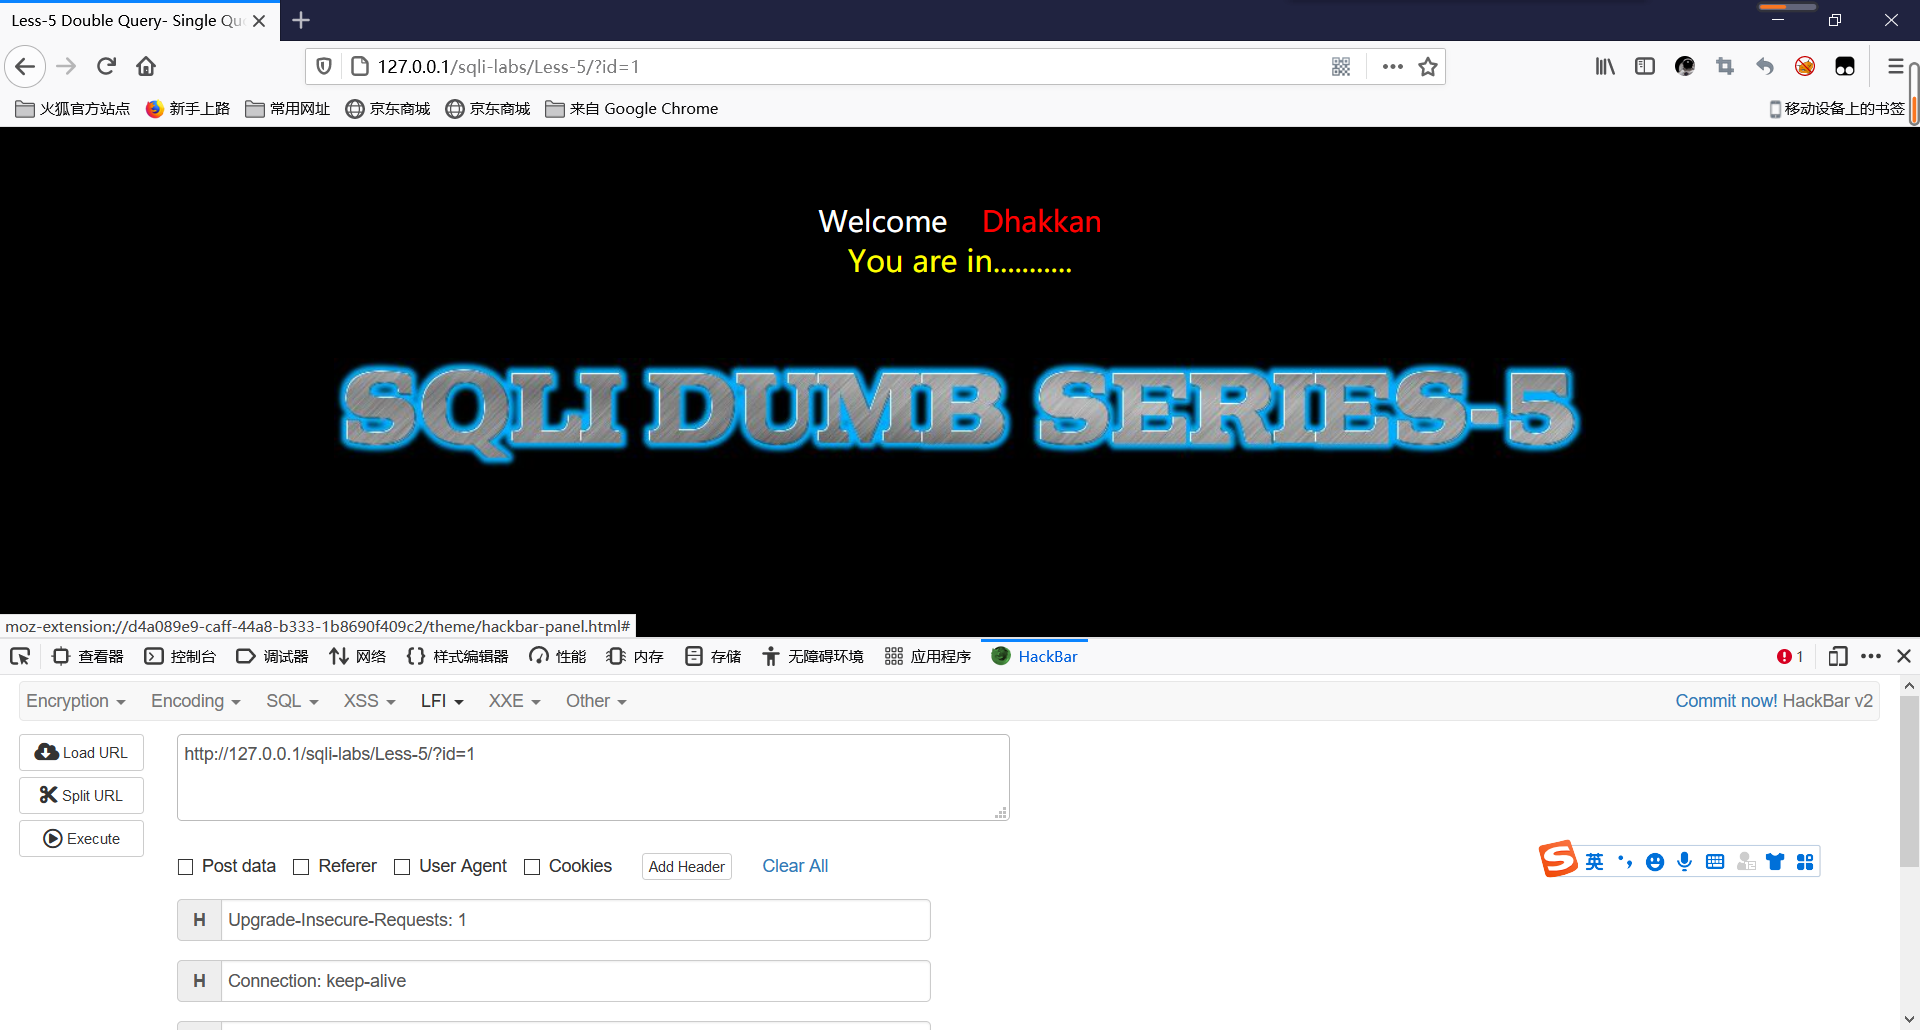 Less-5 Double Query- Single Qu
127.0.0.1/sqli-labs/Less-5/?id=1
火狐官方站点 新手上路 常用网址 京东商城 京东商城 来自 Google Chrome 移动设备上的书签
Welcome Dhakkan
You are in...........
SQLI DUMB SERIES-5
moz-extension://d4a089e9-caff-44a8-b333-1b8690f409c2/theme/hackbar-panel.html#
查看器 控制台 调试器 网络 样式编辑器 性能 内存 存储 无障碍环境 应用程序 HackBar 1
Encryption Encoding SQL XSS LFI XXE Other Commit now! HackBar v2
Load URL http://127.0.0.1/sqli-labs/Less-5/?id=1
Split URL
Execute
Post data Referer User Agent Cookies Add Header Clear All
英
H Upgrade-Insecure-Requests: 1
H Connection: keep-alive